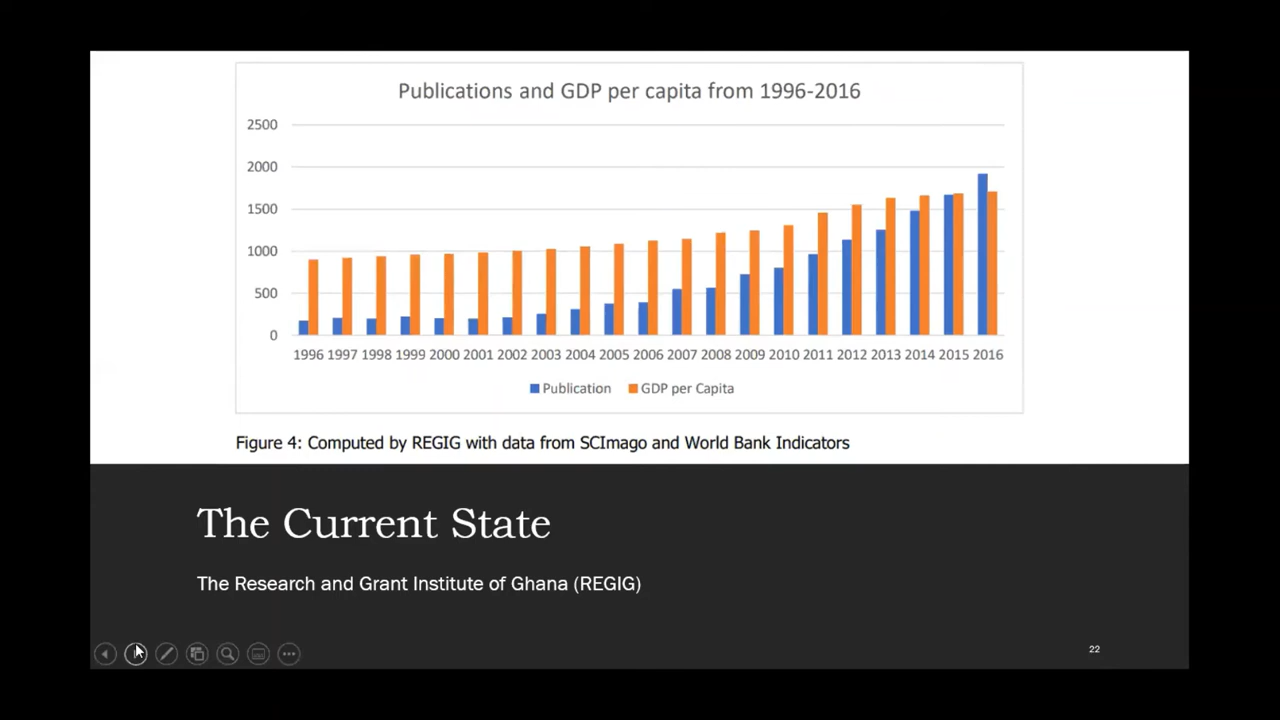 Publications and GDP per capita from 1996-2016
2500
2000
1500
1000
500
0
1996 1997 1998 1999 2000 2001 2002 2003 2004 2005 2006 2007 2008 2009 2010 2011 2012 2013 2014 2015 2016
Publication GDP per Capita
Figure 4: Computed by REGIG with data from SCImago and World Bank Indicators
The Current State
The Research and Grant Institute of Ghana (REGIG)
22